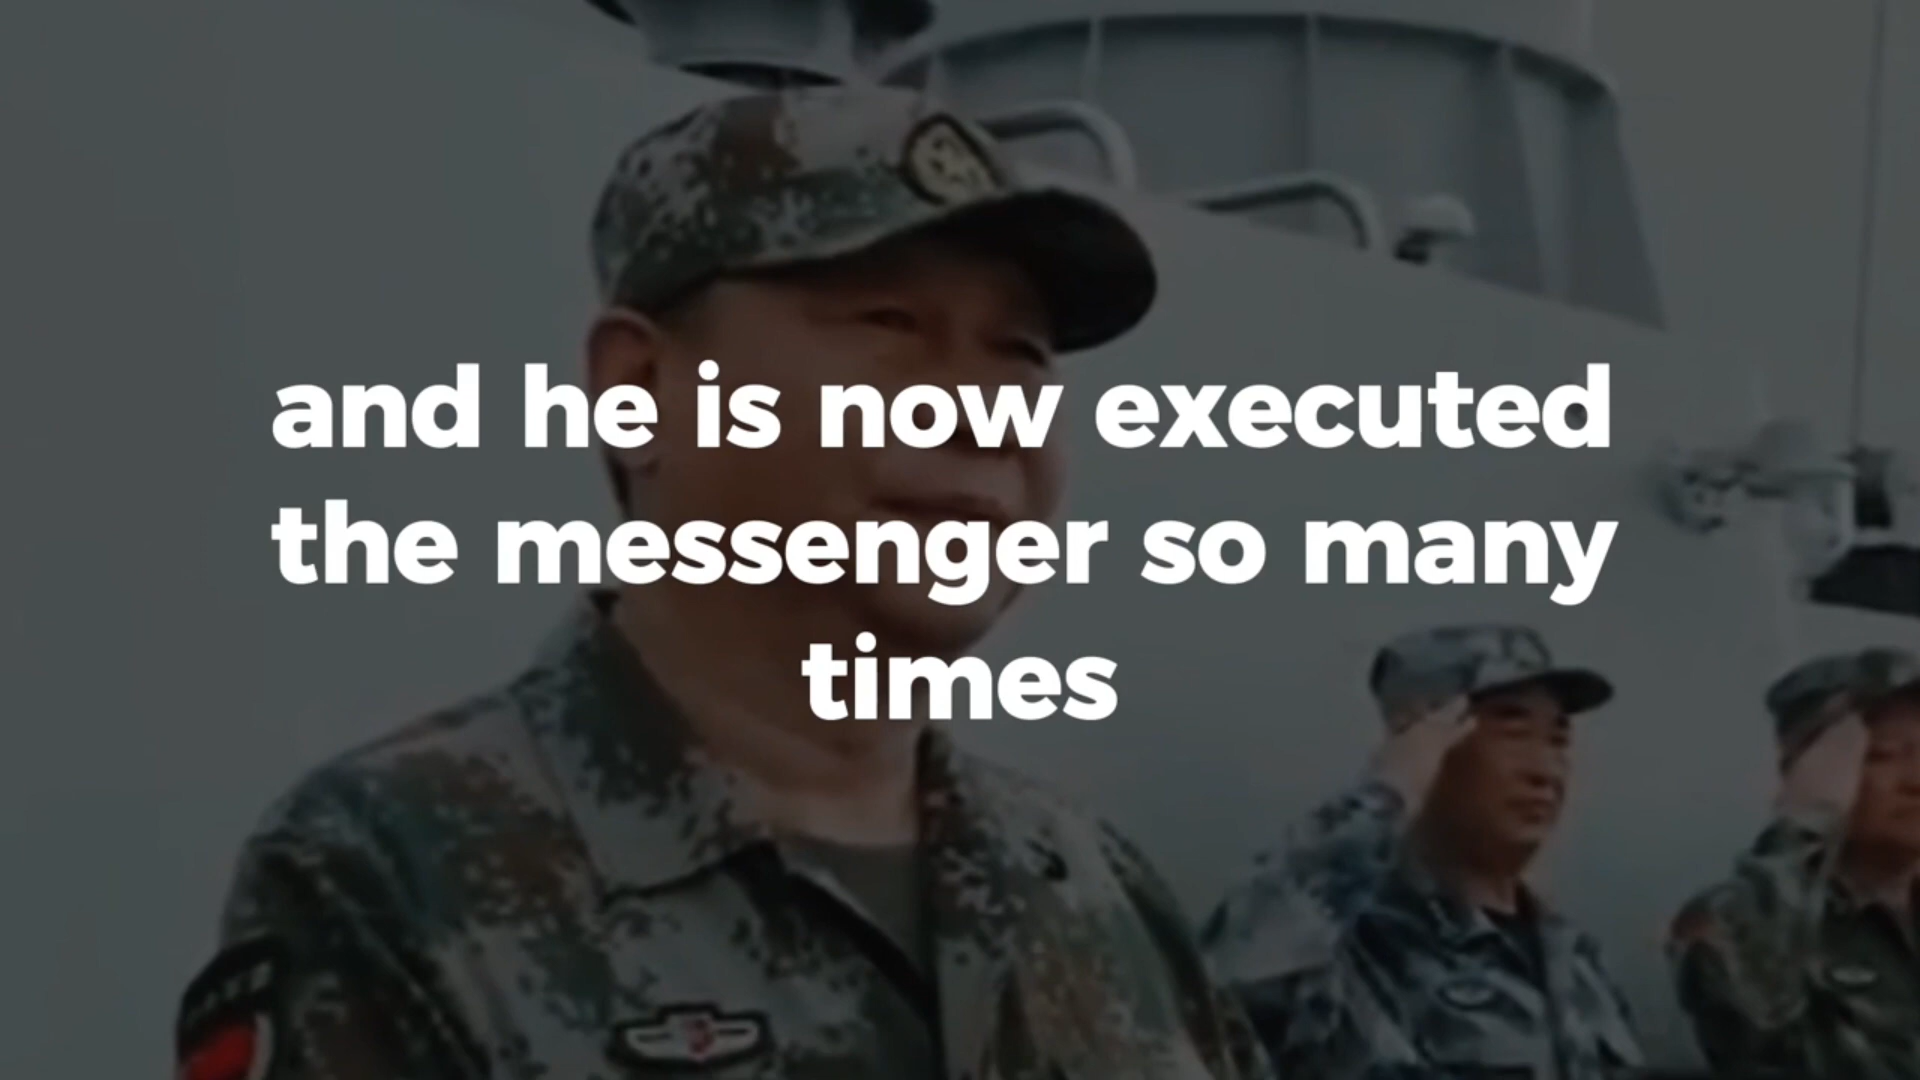 and he is now executed
the messenger so many
times